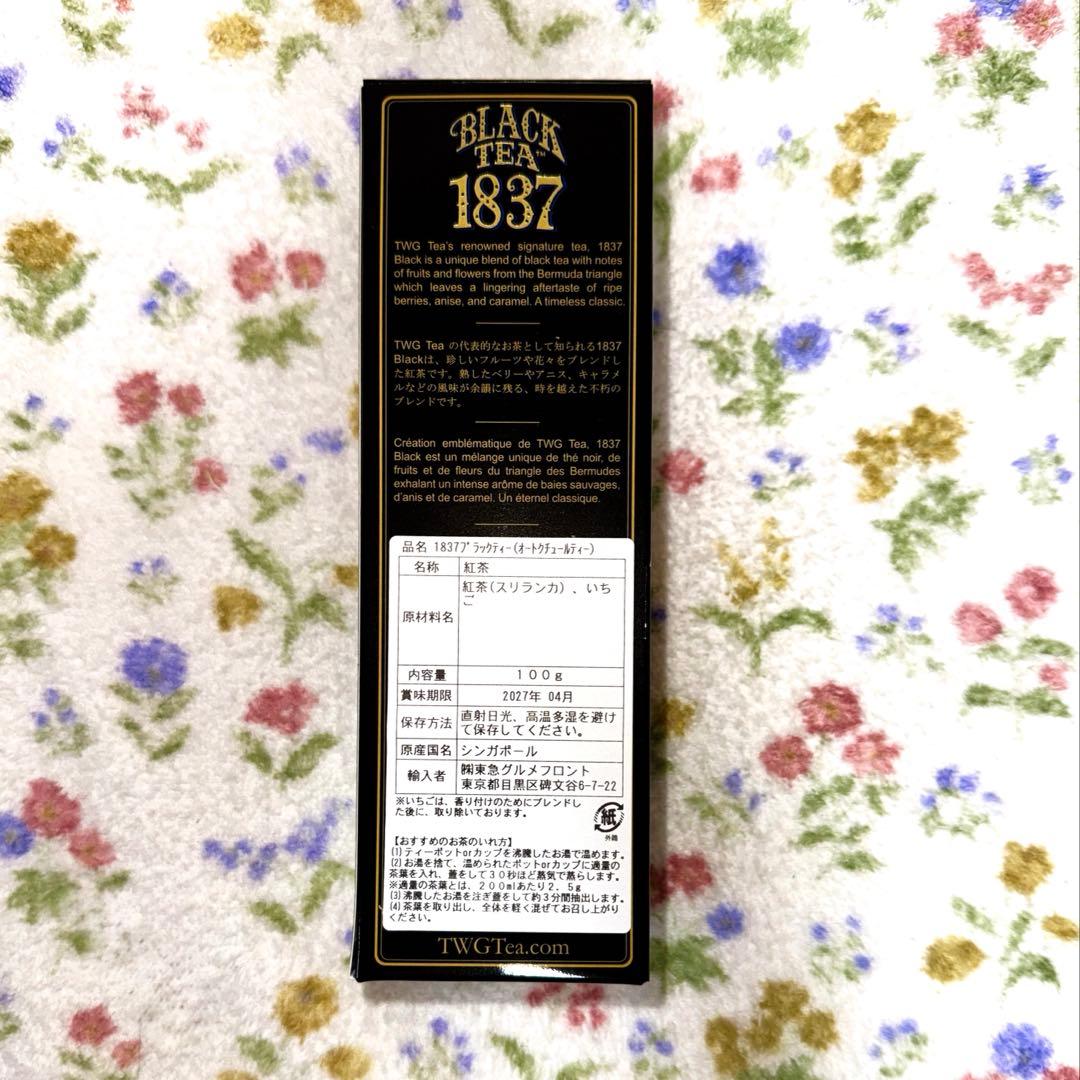 BLACK
TEA™
1837
TWG Tea's renowned signature tea, 1837
Black is a unique blend of black tea with notes
of fruits and flowers from the Bermuda triangle
which leaves a lingering aftertaste of ripe
berries, anise, and caramel. A timeless classic.
TWG Tea の代表的なお茶として知られる1837
Blackは、珍しいフルーツや花々をブレンドし
た紅茶です。熟したベリーやアニス、キャラメ
ルなどの風味が余韻に残る、時を越えた不朽の
ブレンドです。
Création emblématique de TWG Tea, 1837
Black est un mélange unique de thé noir, de
fruits et de fleurs du triangle des Bermudes
exhalant un intense arôme de baies sauvages,
d'anis et de caramel. Un éternel classique.
品名 1837ﾌﾞﾗｯｸﾃｨｰ(ｵｰﾄｸﾁｭｰﾙﾃｨｰ)
名称 紅茶
原材料名 紅茶(スリランカ)、いち
ご
内容量 100g
賞味期限 2027年 04月
保存方法 直射日光、高温多湿を避け
て保存してください。
原産国名 シンガポール
輸入者 ㈱東急グルメフロント
東京都目黒区碑文谷6-7-22
※いちごは、香り付けのためにブレンドし
た後に、取り除いております。
紙
外箱
【おすすめのお茶のいれ方】
(1)ティーポットorカップを沸騰したお湯で温めます。
(2)お湯を捨て、温められたポットorカップに適量の
茶葉を入れ、蓋をして30秒ほど蒸気で蒸らします。
※適量の茶葉とは、200mlあたり2.5g
(3)沸騰したお湯を注ぎ蓋をして約3分間抽出します。
(4)茶葉を取り出し、全体を軽く混ぜてお召し上がり
ください。
TWGTea.com